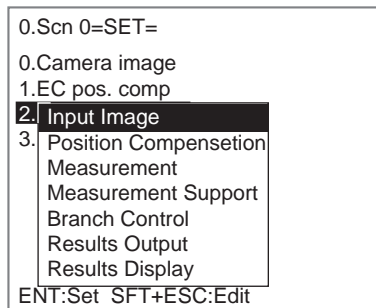 0.Scn 0=SET=
0.Camera image
1.EC pos. comp
2.
Input Image
3.
Position Compensetion
Measurement
Measurement Support
Branch Control
Results Output
Results Display
ENT:Set SFT+ESC:Edit